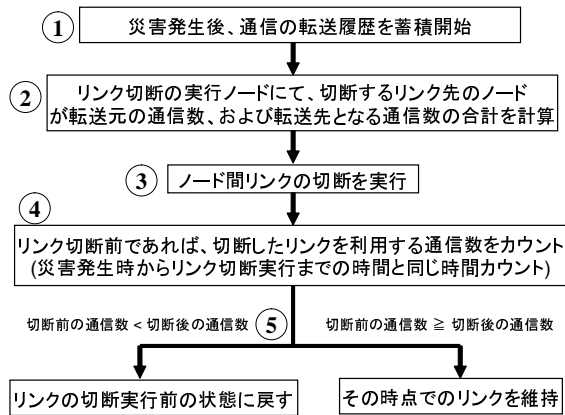 ① 災害発生後、通信の転送履歴を蓄積開始
② リンク切断の実行ノードにて、切断するリンク先のノード
が転送元の通信数、および転送先となる通信数の合計を計算
③ ノード間リンクの切断を実行
④
リンク切断前であれば、切断したリンクを利用する通信数をカウント
(災害発生時からリンク切断実行までの時間と同じ時間カウント)
切断前の通信数 < 切断後の通信数 ⑤ 切断前の通信数 ≧ 切断後の通信数
リンクの切断実行前の状態に戻す
その時点でのリンクを維持